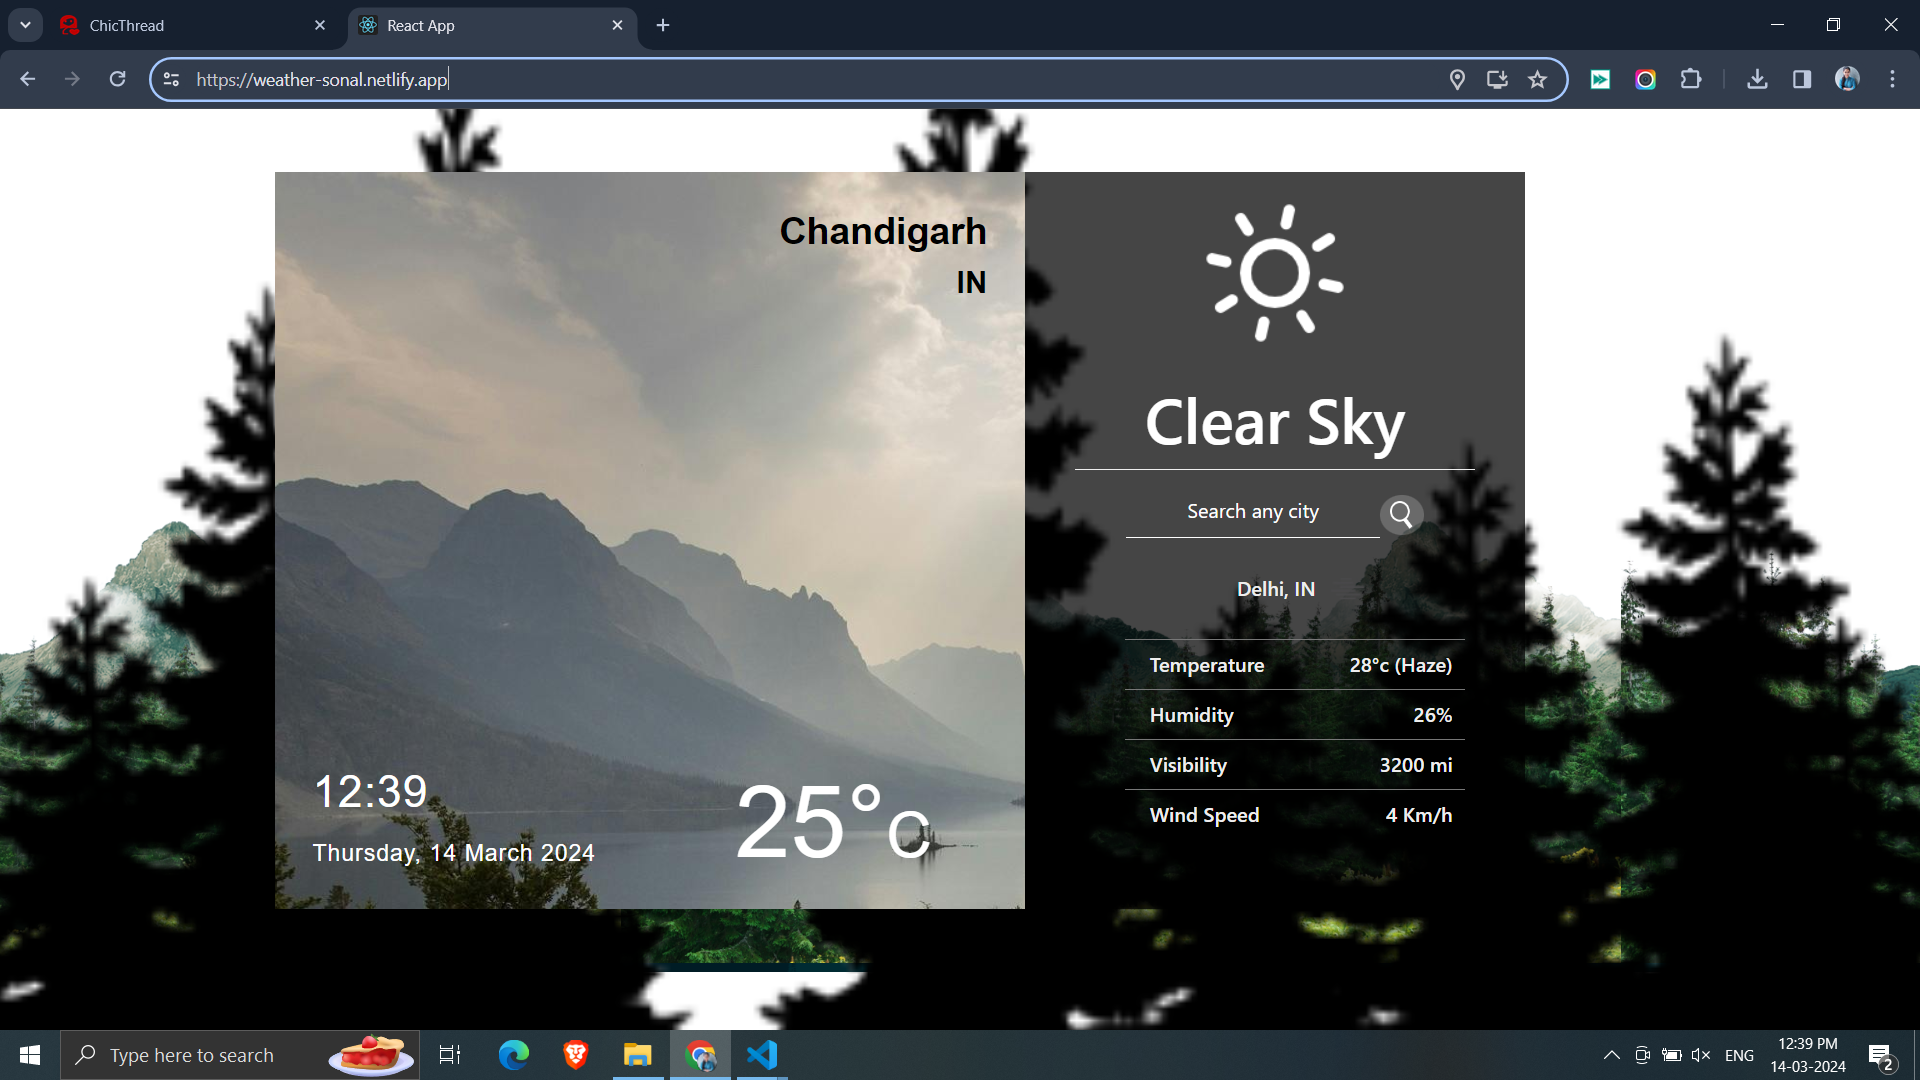 ChicThread
React App
https://weather-sonal.netlify.app
Chandigarh
IN
12:39
Thursday, 14 March 2024
25°c
Clear Sky
Search any city
Delhi, IN
Temperature 28°c (Haze)
Humidity 26%
Visibility 3200 mi
Wind Speed 4 Km/h
Type here to search
ENG
12:39 PM
14-03-2024
2